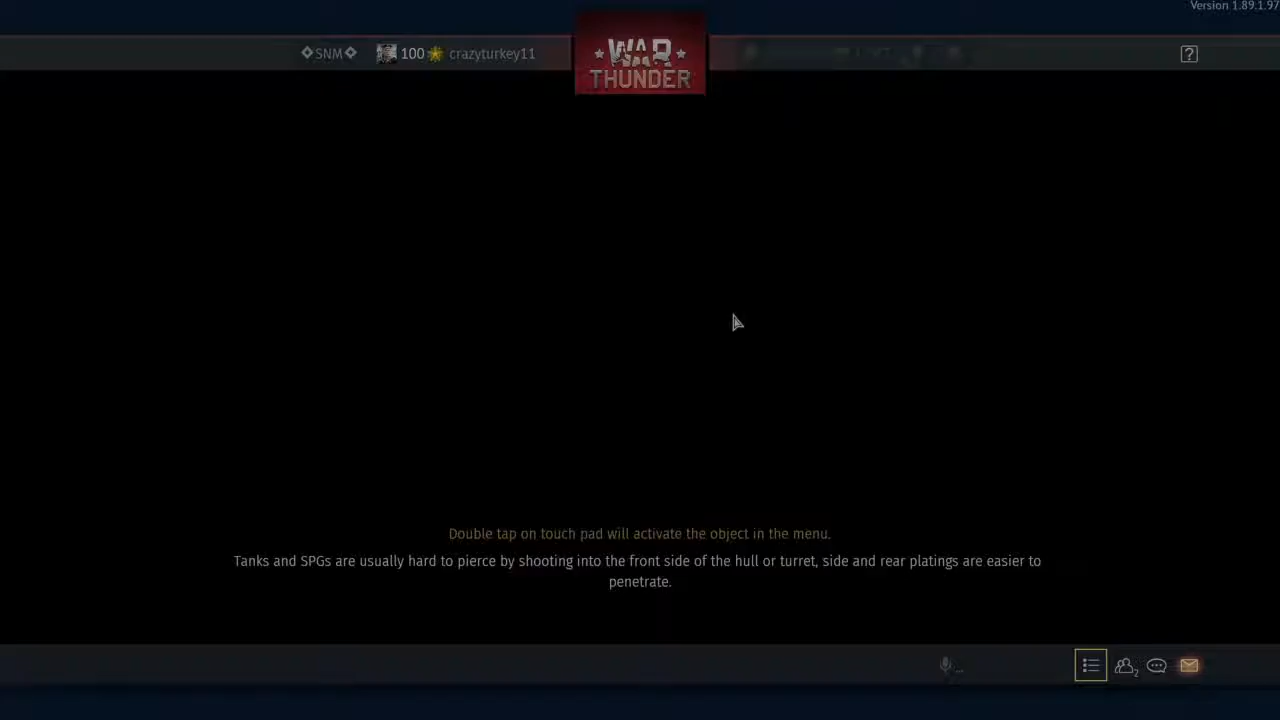 Version 1.89.1.97
◇SNM◇ 100 crazyturkey11
WAR
THUNDER
?
Double tap on touch pad will activate the object in the menu.
Tanks and SPGs are usually hard to pierce by shooting into the front side of the hull or turret, side and rear platings are easier to
penetrate.
...
2